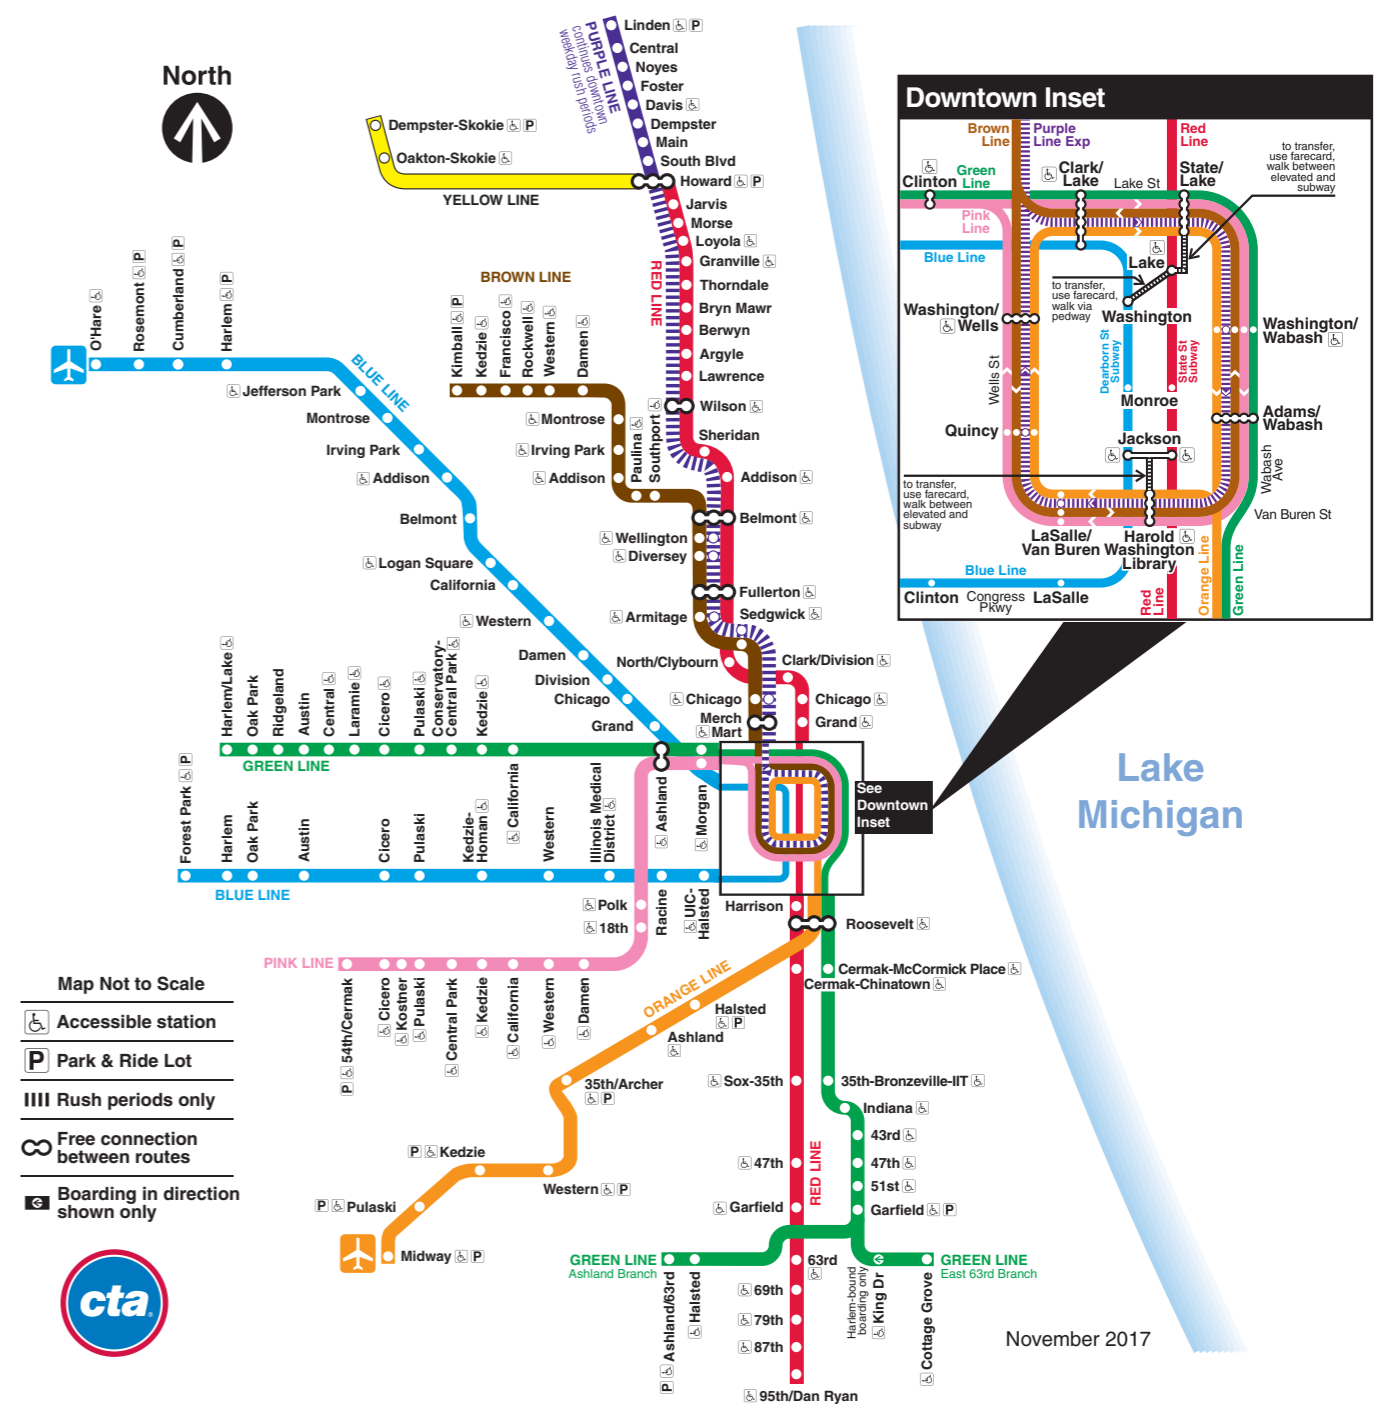 North
PURPLE LINE
continues downtown
weekday rush periods
Linden P
Central
Noyes
Foster
Davis
Dempster
Main
South Blvd
Howard P
Dempster-Skokie P
Oakton-Skokie
YELLOW LINE
Jarvis
Morse
Loyola
Granville
Thorndale
Bryn Mawr
Berwyn
Argyle
Lawrence
Wilson
Sheridan
Addison
Belmont
Fullerton
RED LINE
BROWN LINE
Kimball P
Kedzie
Francisco
Rockwell
Western
Damen
Montrose
Irving Park
Addison
Paulina
Southport
Wellington
Diversey
Armitage
Sedgwick
North/Clybourn
Clark/Division
Chicago
Chicago
Merch
Mart
Grand
O'Hare
Rosemont P
Cumberland P
Harlem P
BLUE LINE
Jefferson Park
Montrose
Irving Park
Addison
Belmont
Logan Square
California
Western
Damen
Division
Chicago
Grand
Harlem/Lake
Oak Park
Ridgeland
Austin
Central
Laramie
Cicero
Pulaski
Conservatory-
Central Park
Kedzie
California
Ashland
Morgan
GREEN LINE
Forest Park P
Harlem
Oak Park
Austin
Cicero
Pulaski
Kedzie-
Homan
Western
Illinois Medical
District
Racine
UIC-
Halsted
BLUE LINE
Polk
18th
PINK LINE
P 54th/Cermak
Cicero
Kostner
Pulaski
Central Park
Kedzie
California
Western
Damen
See
Downtown
Inset
Harrison
Roosevelt
Cermak-McCormick Place
Cermak-Chinatown
ORANGE LINE
Halsted
P
Ashland
35th/Archer
P
P Kedzie
Western P
P Pulaski
Midway P
Sox-35th
35th-Bronzeville-IIT
Indiana
43rd
47th
47th
51st
Garfield
Garfield P
RED LINE
GREEN LINE
Ashland Branch
63rd
GREEN LINE
East 63rd Branch
P Ashland/63rd
Halsted
Harlem-bound
boarding only
King Dr
Cottage Grove
69th
79th
87th
95th/Dan Ryan
Downtown Inset
Brown
Line
Purple
Line Exp
Red
Line
to transfer,
use farecard,
walk between
elevated and
subway
Clinton
Green
Line
Clark/
Lake
Lake St
State/
Lake
Pink
Line
Blue Line
Lake
to transfer,
use farecard,
walk via
pedway
Washington
Washington/
Wells
Washington/
Wabash
Dearborn St
Subway
State St
Subway
Wells St
Monroe
Quincy
Adams/
Wabash
Jackson
Wabash
Ave
to transfer,
use farecard,
walk between
elevated and
subway
LaSalle/
Van Buren
Harold
Washington
Library
Van Buren St
Blue Line
Clinton
Congress
Pkwy
LaSalle
Red
Line
Orange Line
Green Line
Lake
Michigan
Map Not to Scale
Accessible station
P Park & Ride Lot
Rush periods only
Free connection
between routes
Boarding in direction
shown only
cta
November 2017